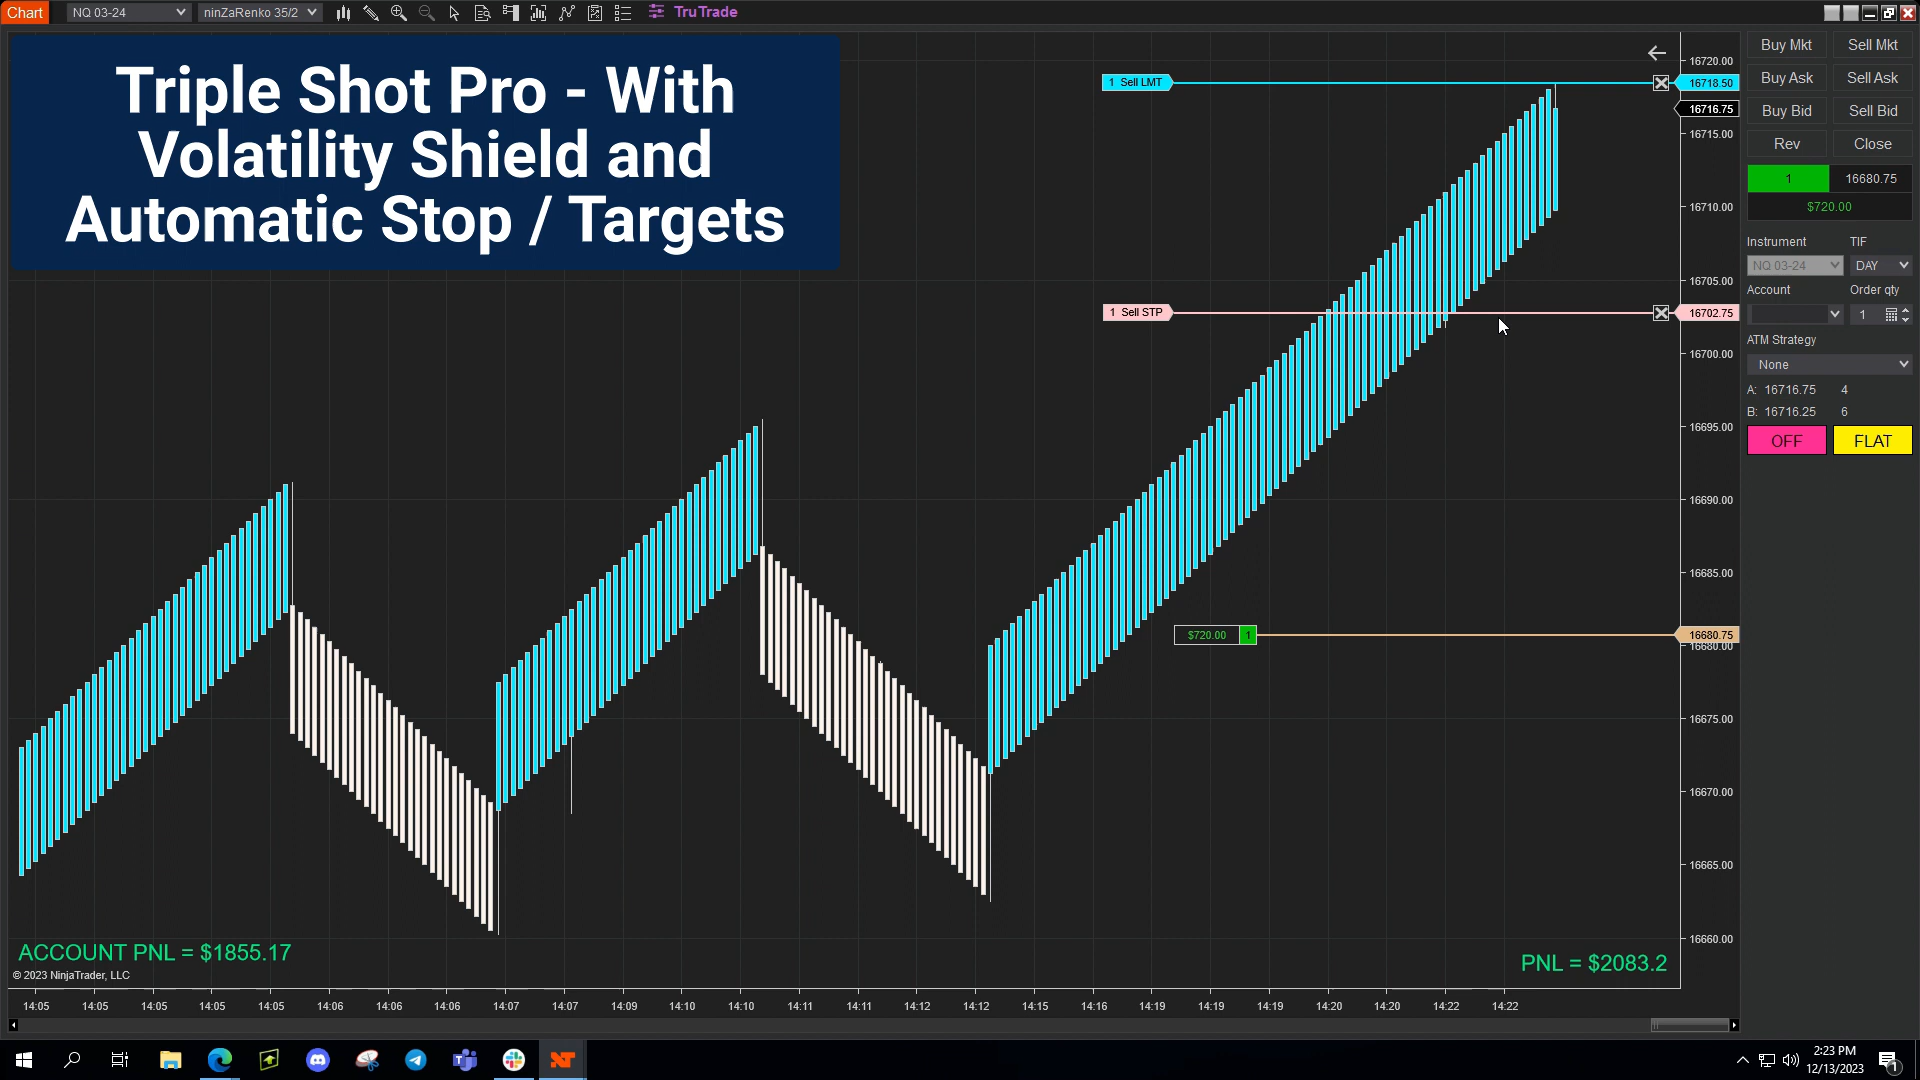 Chart NQ 03-24 ninZaRenko 35/2 TruTrade
Triple Shot Pro - With
Volatility Shield and
Automatic Stop / Targets
1 Sell LMT
1 Sell STP
$720.00 1
16720.00
16718.50
16716.75
16715.00
16710.00
16705.00
16702.75
16700.00
16695.00
16690.00
16685.00
16680.75
16680.00
16675.00
16670.00
16665.00
16660.00
Buy Mkt Sell Mkt
Buy Ask Sell Ask
Buy Bid Sell Bid
Rev Close
1 16680.75
$720.00
Instrument TIF
NQ 03-24 DAY
Account Order qty
1
ATM Strategy
None
A: 16716.75 4
B: 16716.25 6
OFF FLAT
ACCOUNT PNL = $1855.17
© 2023 NinjaTrader, LLC
PNL = $2083.2
14:05 14:05 14:05 14:05 14:05 14:06 14:06 14:06 14:07 14:07 14:09 14:10 14:10 14:11 14:11 14:12 14:12 14:15 14:16 14:19 14:19 14:19 14:20 14:20 14:22 14:22
2:23 PM
12/13/2023
1